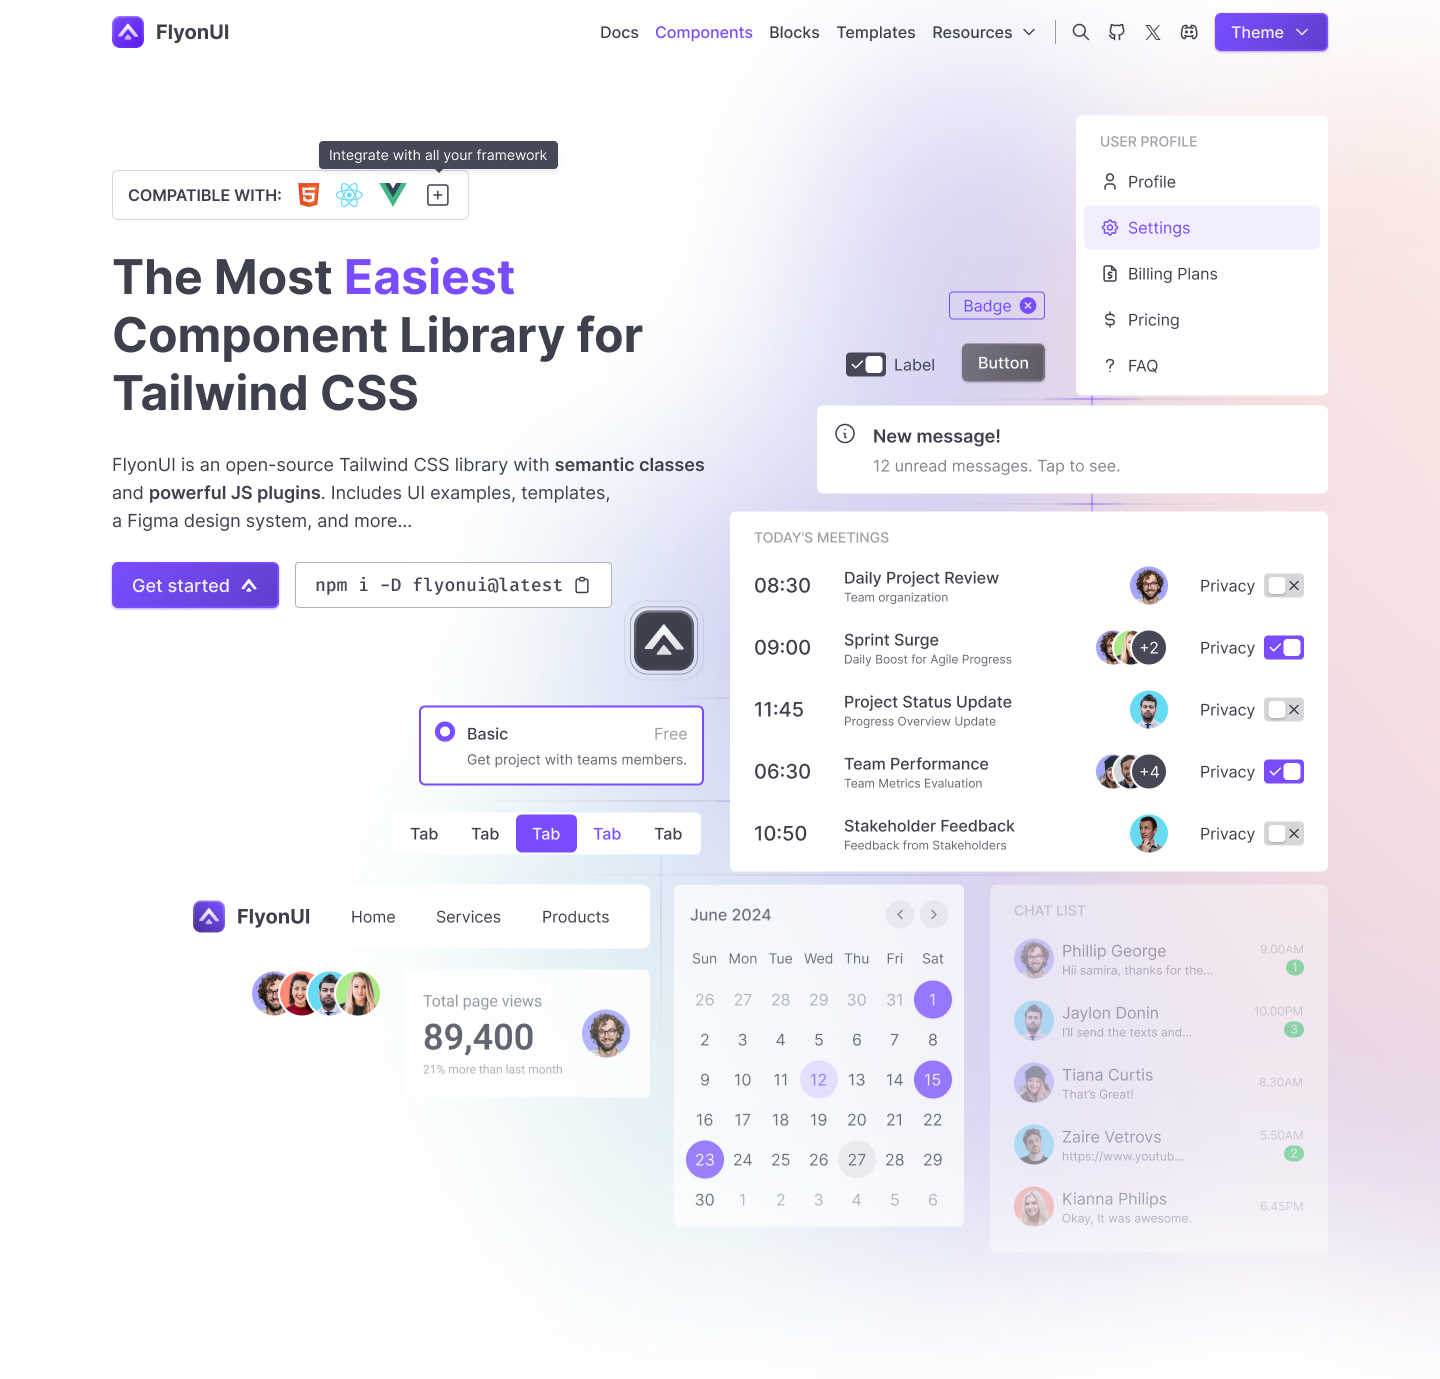 FlyonUI
Docs Components Blocks Templates Resources Theme
Integrate with all your framework
COMPATIBLE WITH:
The Most Easiest
Component Library for
Tailwind CSS
FlyonUI is an open-source Tailwind CSS library with semantic classes
and powerful JS plugins. Includes UI examples, templates,
a Figma design system, and more...
Get started
npm i -D flyonui@latest
USER PROFILE
Profile
Settings
Billing Plans
Pricing
FAQ
Badge
Label
Button
New message!
12 unread messages. Tap to see.
TODAY'S MEETINGS
08:30 Daily Project Review Privacy
Team organization
09:00 Sprint Surge +2 Privacy
Daily Boost for Agile Progress
11:45 Project Status Update Privacy
Progress Overview Update
06:30 Team Performance +4 Privacy
Team Metrics Evaluation
10:50 Stakeholder Feedback Privacy
Feedback from Stakeholders
Basic Free
Get project with teams members.
Tab Tab Tab Tab Tab
FlyonUI Home Services Products
Total page views
89,400
21% more than last month
June 2024
Sun Mon Tue Wed Thu Fri Sat
26 27 28 29 30 31 1
2 3 4 5 6 7 8
9 10 11 12 13 14 15
16 17 18 19 20 21 22
23 24 25 26 27 28 29
30 1 2 3 4 5 6
CHAT LIST
Phillip George 9.00AM
Hii samira, thanks for the... 1
Jaylon Donin 10.00PM
I'll send the texts and... 3
Tiana Curtis 8.30AM
That's Great!
Zaire Vetrovs 5.50AM
https://www.youtub... 2
Kianna Philips 6.45PM
Okay, It was awesome.